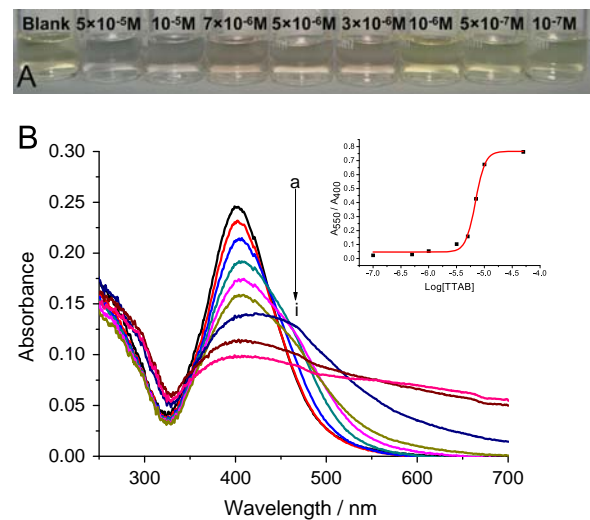 Blank 5×10⁻⁵M 10⁻⁵M 7×10⁻⁶M 5×10⁻⁶M 3×10⁻⁶M 10⁻⁶M 5×10⁻⁷M 10⁻⁷M
A
B
0.30
0.25
0.20
0.15
0.10
0.05
0.00
Absorbance
300 400 500 600 700
Wavelength / nm
a
i
0.8
0.7
0.6
0.5
0.4
0.3
0.2
0.1
0.0
A₅₅₀/ A₄₀₀
-7.0 -6.5 -6.0 -5.5 -5.0 -4.5 -4.0
Log[TTAB]